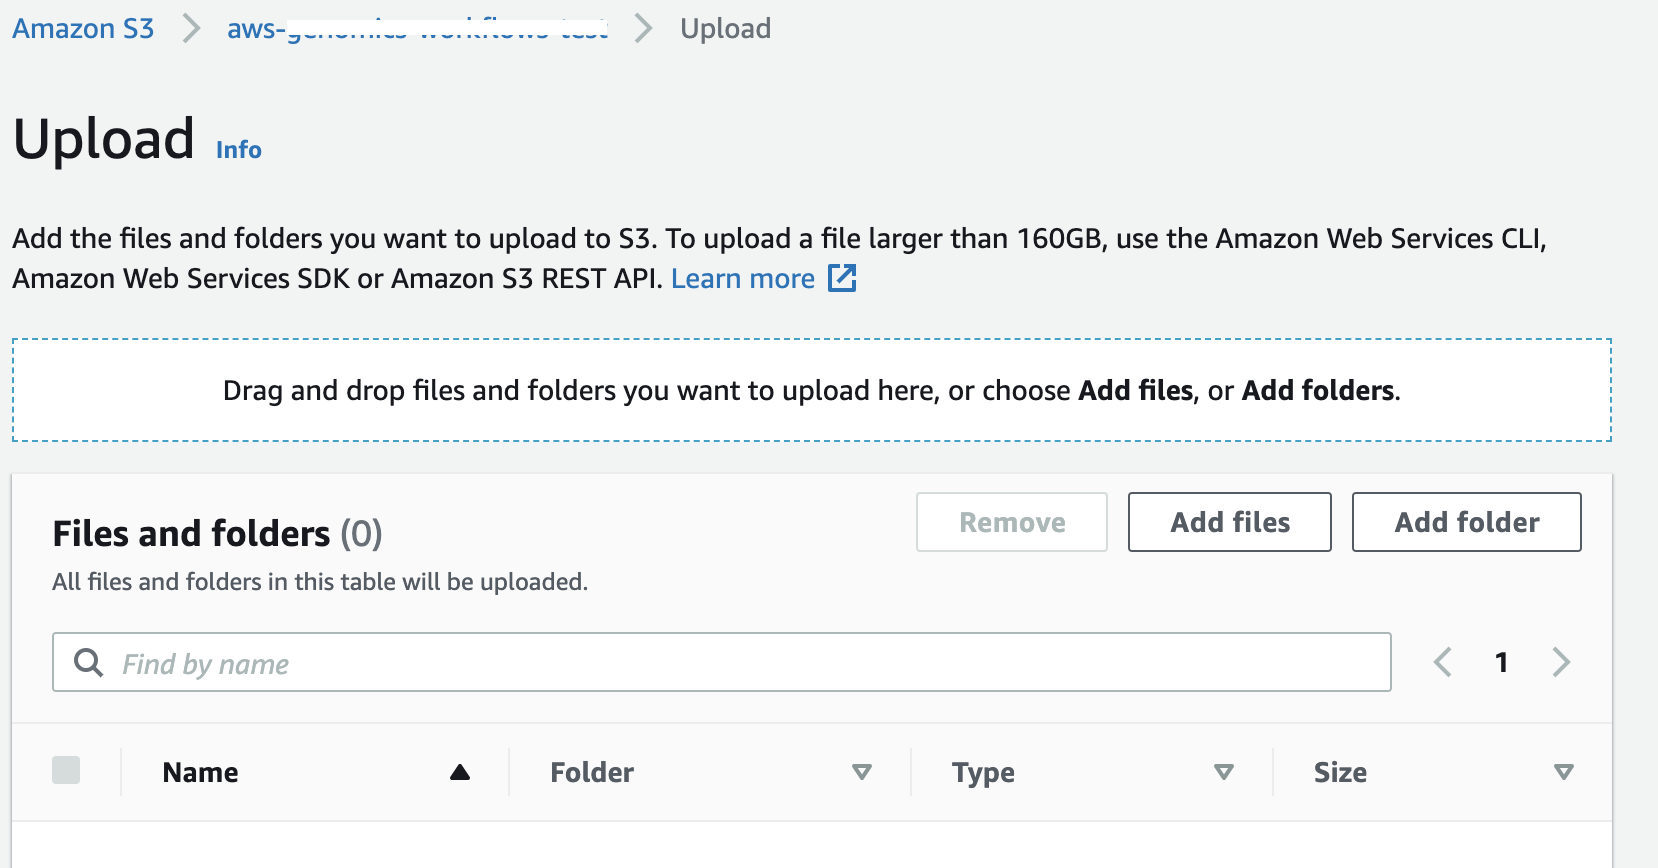 Amazon S3 > aws- > Upload
Upload Info
Add the files and folders you want to upload to S3. To upload a file larger than 160GB, use the Amazon Web Services CLI,
Amazon Web Services SDK or Amazon S3 REST API. Learn more
Drag and drop files and folders you want to upload here, or choose Add files, or Add folders.
Files and folders (0) Remove Add files Add folder
All files and folders in this table will be uploaded.
Find by name 1
Name Folder Type Size